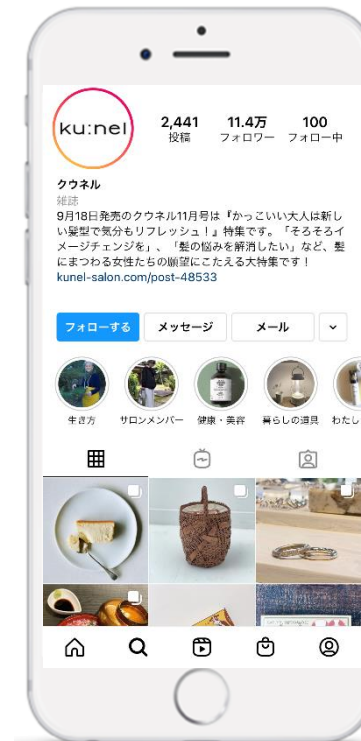 ku:nel
2,441 11.4万 100
投稿 フォロワー フォロー中
クウネル
雑誌
9月18日発売のクウネル11月号は『かっこいい大人は新し
い髪型で気分もリフレッシュ！』特集です。「そろそろイ
メージチェンジを」、「髪の悩みを解消したい」など、髪
にまつわる女性たちの願望にこたえる大特集です！
kunel-salon.com/post-48533
フォローする メッセージ メール
生き方 サロンメンバー 健康・美容 暮らしの道具 わたし